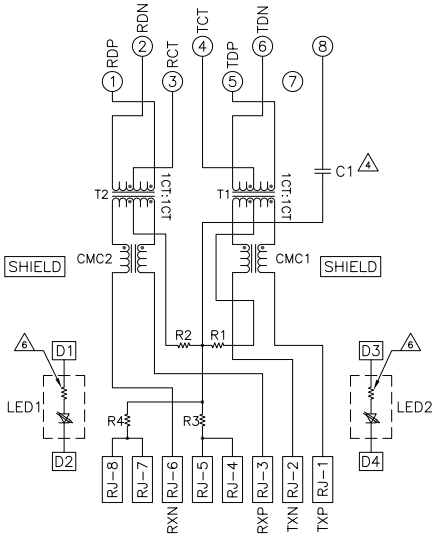 RDP
RDN
RCT
TCT
TDP
TDN
1
2
3
4
5
6
7
8
C1
4
T2
1CT:1CT
T1
1CT:1CT
SHIELD
CMC2
CMC1
SHIELD
R2
R1
6
D1
D3
6
LED1
LED2
R4
R3
D2
D4
RJ-8
RJ-7
RJ-6
RJ-5
RJ-4
RJ-3
RJ-2
RJ-1
RXN
RXP
TXN
TXP